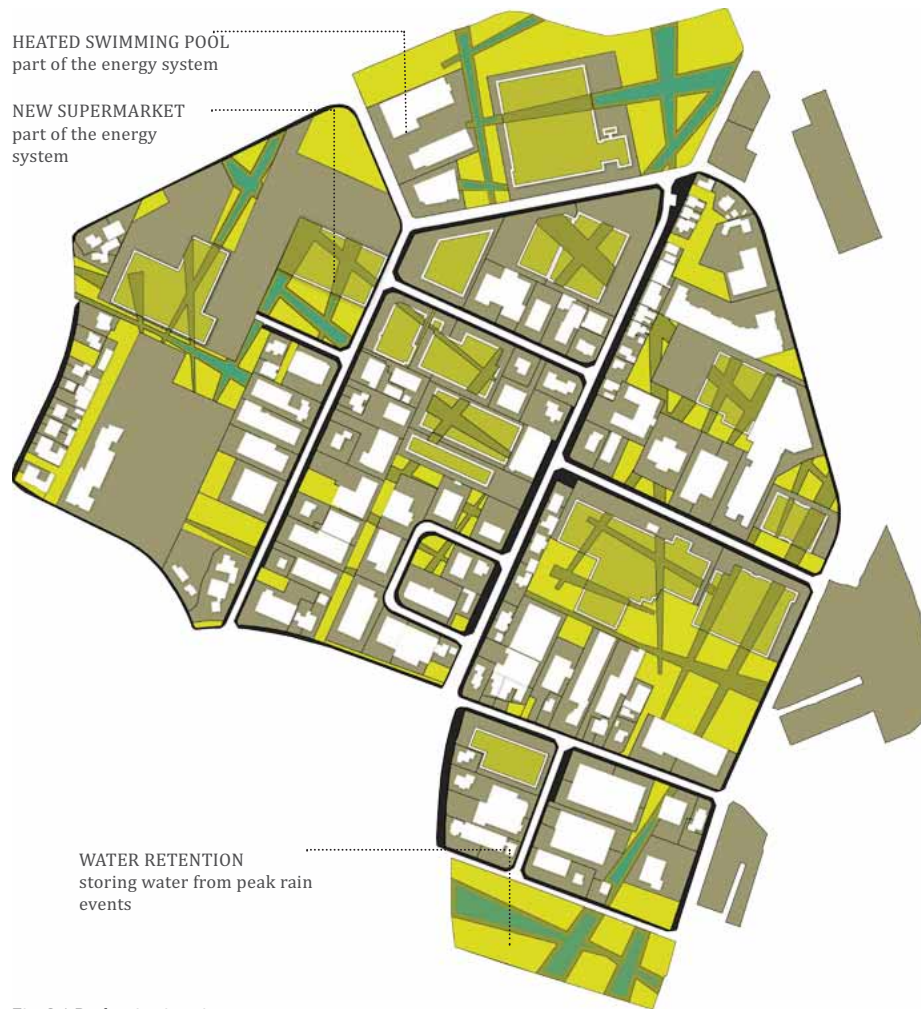 HEATED SWIMMING POOL
part of the energy system
NEW SUPERMARKET
part of the energy
system
WATER RETENTION
storing water from peak rain
events